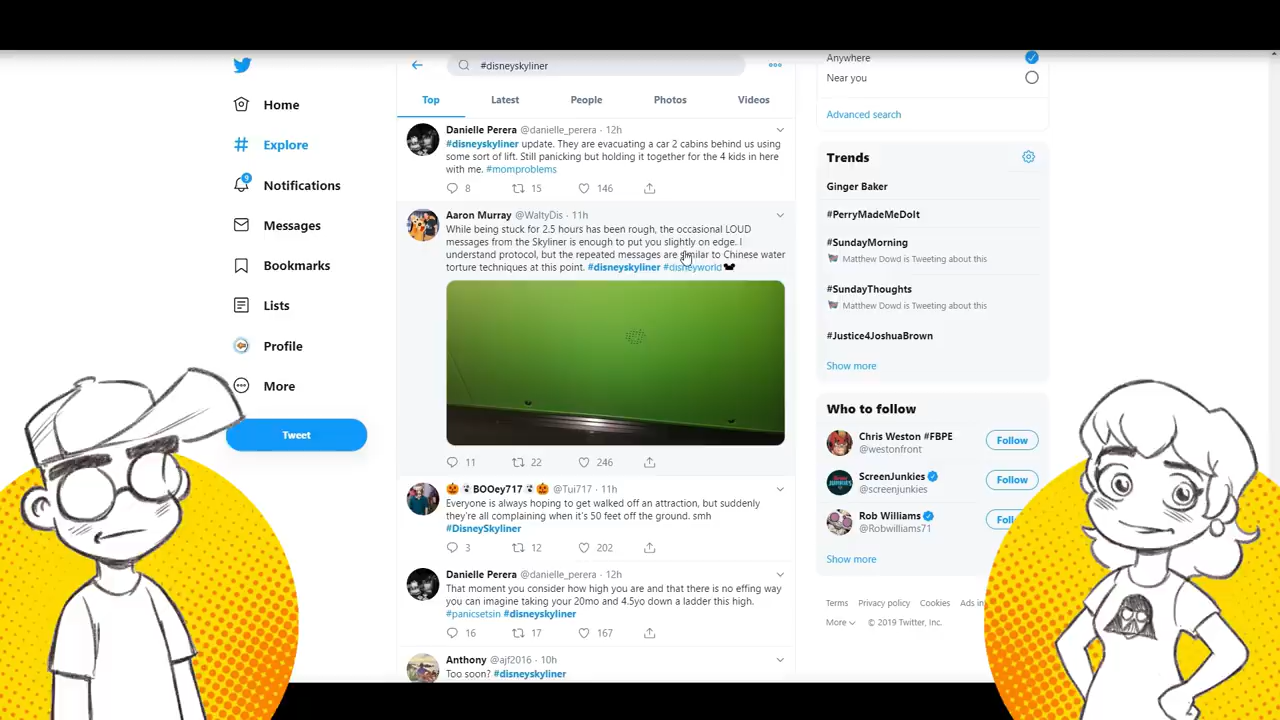 #disneyskyliner
Home
Explore
9
Notifications
Messages
Bookmarks
Lists
Profile
More
Tweet
Top Latest People Photos Videos
Danielle Perera @danielle_perera · 12h
#disneyskyliner update. They are evacuating a car 2 cabins behind us using
some sort of lift. Still panicking but holding it together for the 4 kids in here
with me. #momproblems
8 15 146
Aaron Murray @WaltyDis · 11h
While being stuck for 2.5 hours has been rough, the occasional LOUD
messages from the Skyliner is enough to put you slightly on edge. I
understand protocol, but the repeated messages are similar to Chinese water
torture techniques at this point. #disneyskyliner #disneyworld
11 22 246
BOOey717 @Tui717 · 11h
Everyone is always hoping to get walked off an attraction, but suddenly
they're all complaining when it's 50 feet off the ground. smh
#DisneySkyliner
3 12 202
Danielle Perera @danielle_perera · 12h
That moment you consider how high you are and that there is no effing way
you can imagine taking your 20mo and 4.5yo down a ladder this high.
#panicsetsin #disneyskyliner
16 17 167
Anthony @ajf2016 · 10h
Too soon? #disneyskyliner
Anywhere
Near you
Advanced search
Trends
Ginger Baker
#PerryMadeMeDoIt
#SundayMorning
Matthew Dowd is Tweeting about this
#SundayThoughts
Matthew Dowd is Tweeting about this
#Justice4JoshuaBrown
Show more
Who to follow
Chris Weston #FBPE
@westonfront
Follow
ScreenJunkies
@screenjunkies
Follow
Rob Williams
@Robwilliams71
Foll
Show more
Terms Privacy policy Cookies Ads in
More © 2019 Twitter, Inc.